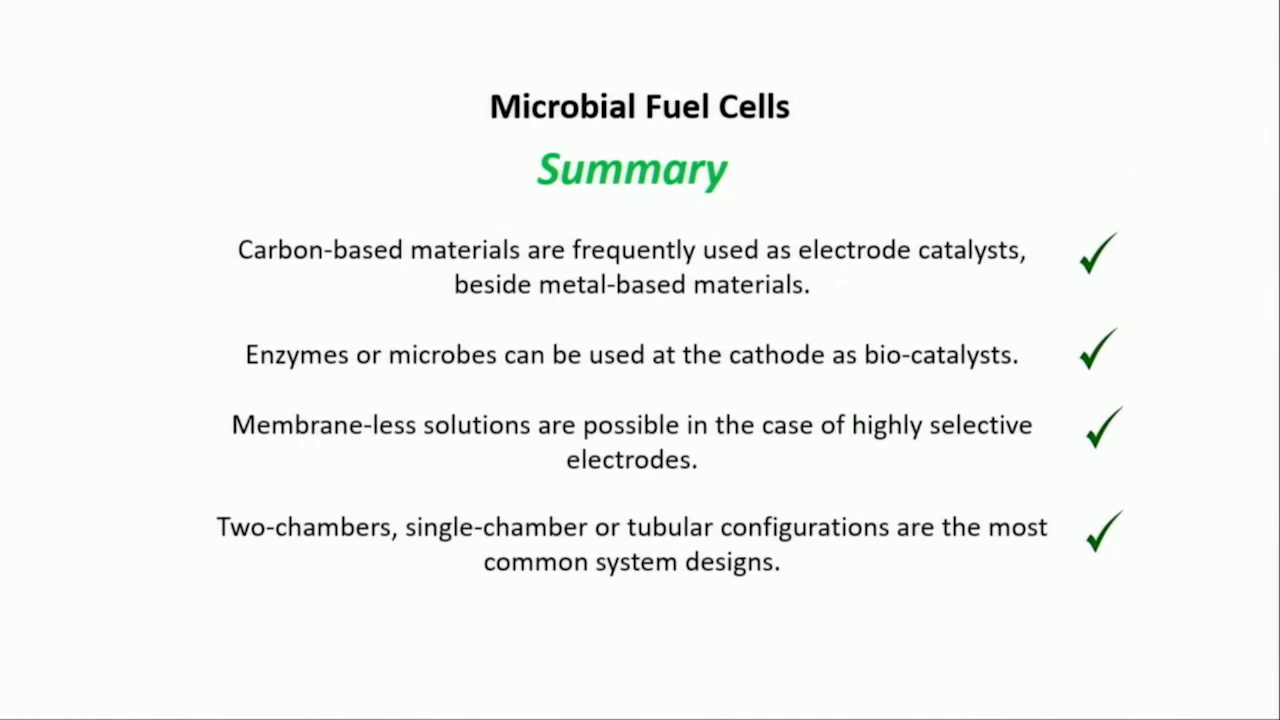 Microbial Fuel Cells
Summary
Carbon-based materials are frequently used as electrode catalysts,
beside metal-based materials.
Enzymes or microbes can be used at the cathode as bio-catalysts.
Membrane-less solutions are possible in the case of highly selective
electrodes.
Two-chambers, single-chamber or tubular configurations are the most
common system designs.